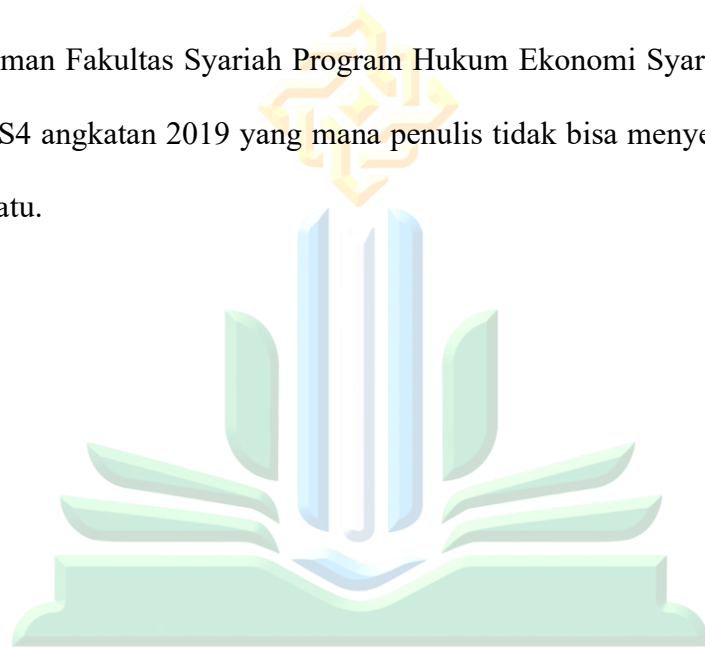 man Fakultas Syariah Program Hukum Ekonomi Syar
S4 angkatan 2019 yang mana penulis tidak bisa menye
atu.